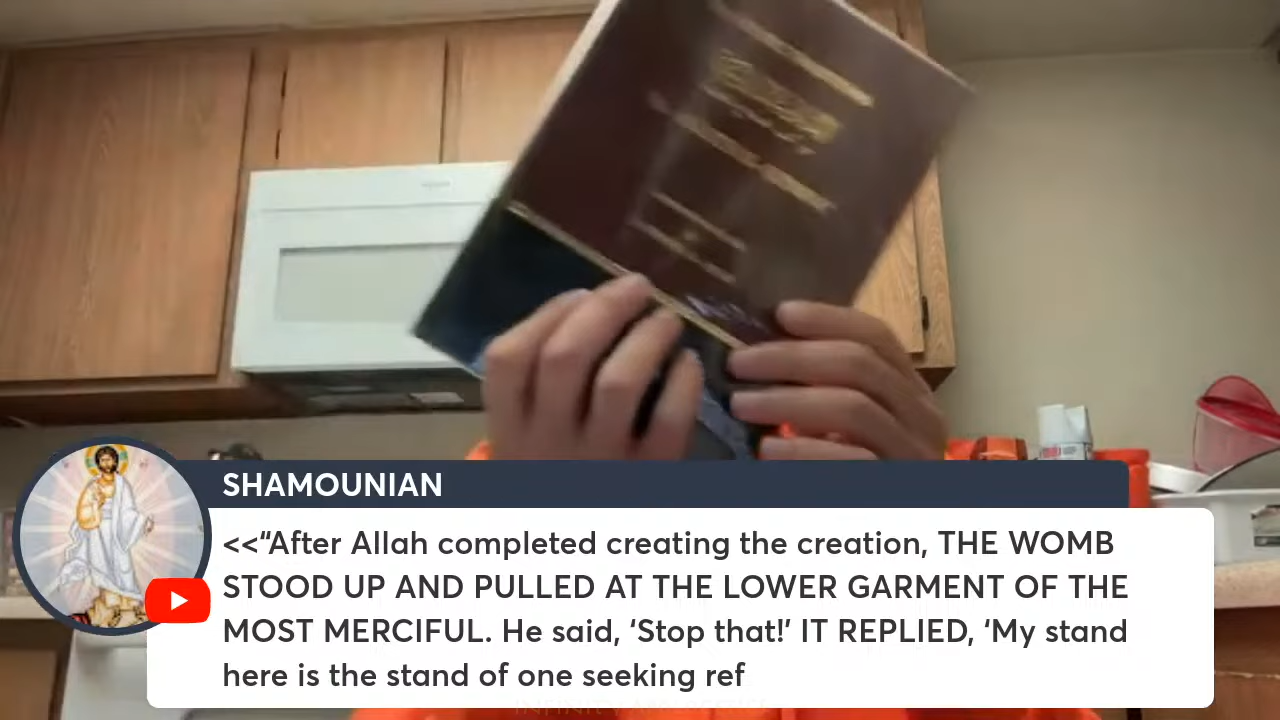 SHAMOUNIAN
<<“After Allah completed creating the creation, THE WOMB
STOOD UP AND PULLED AT THE LOWER GARMENT OF THE
MOST MERCIFUL. He said, ‘Stop that!’ IT REPLIED, ‘My stand
here is the stand of one seeking ref